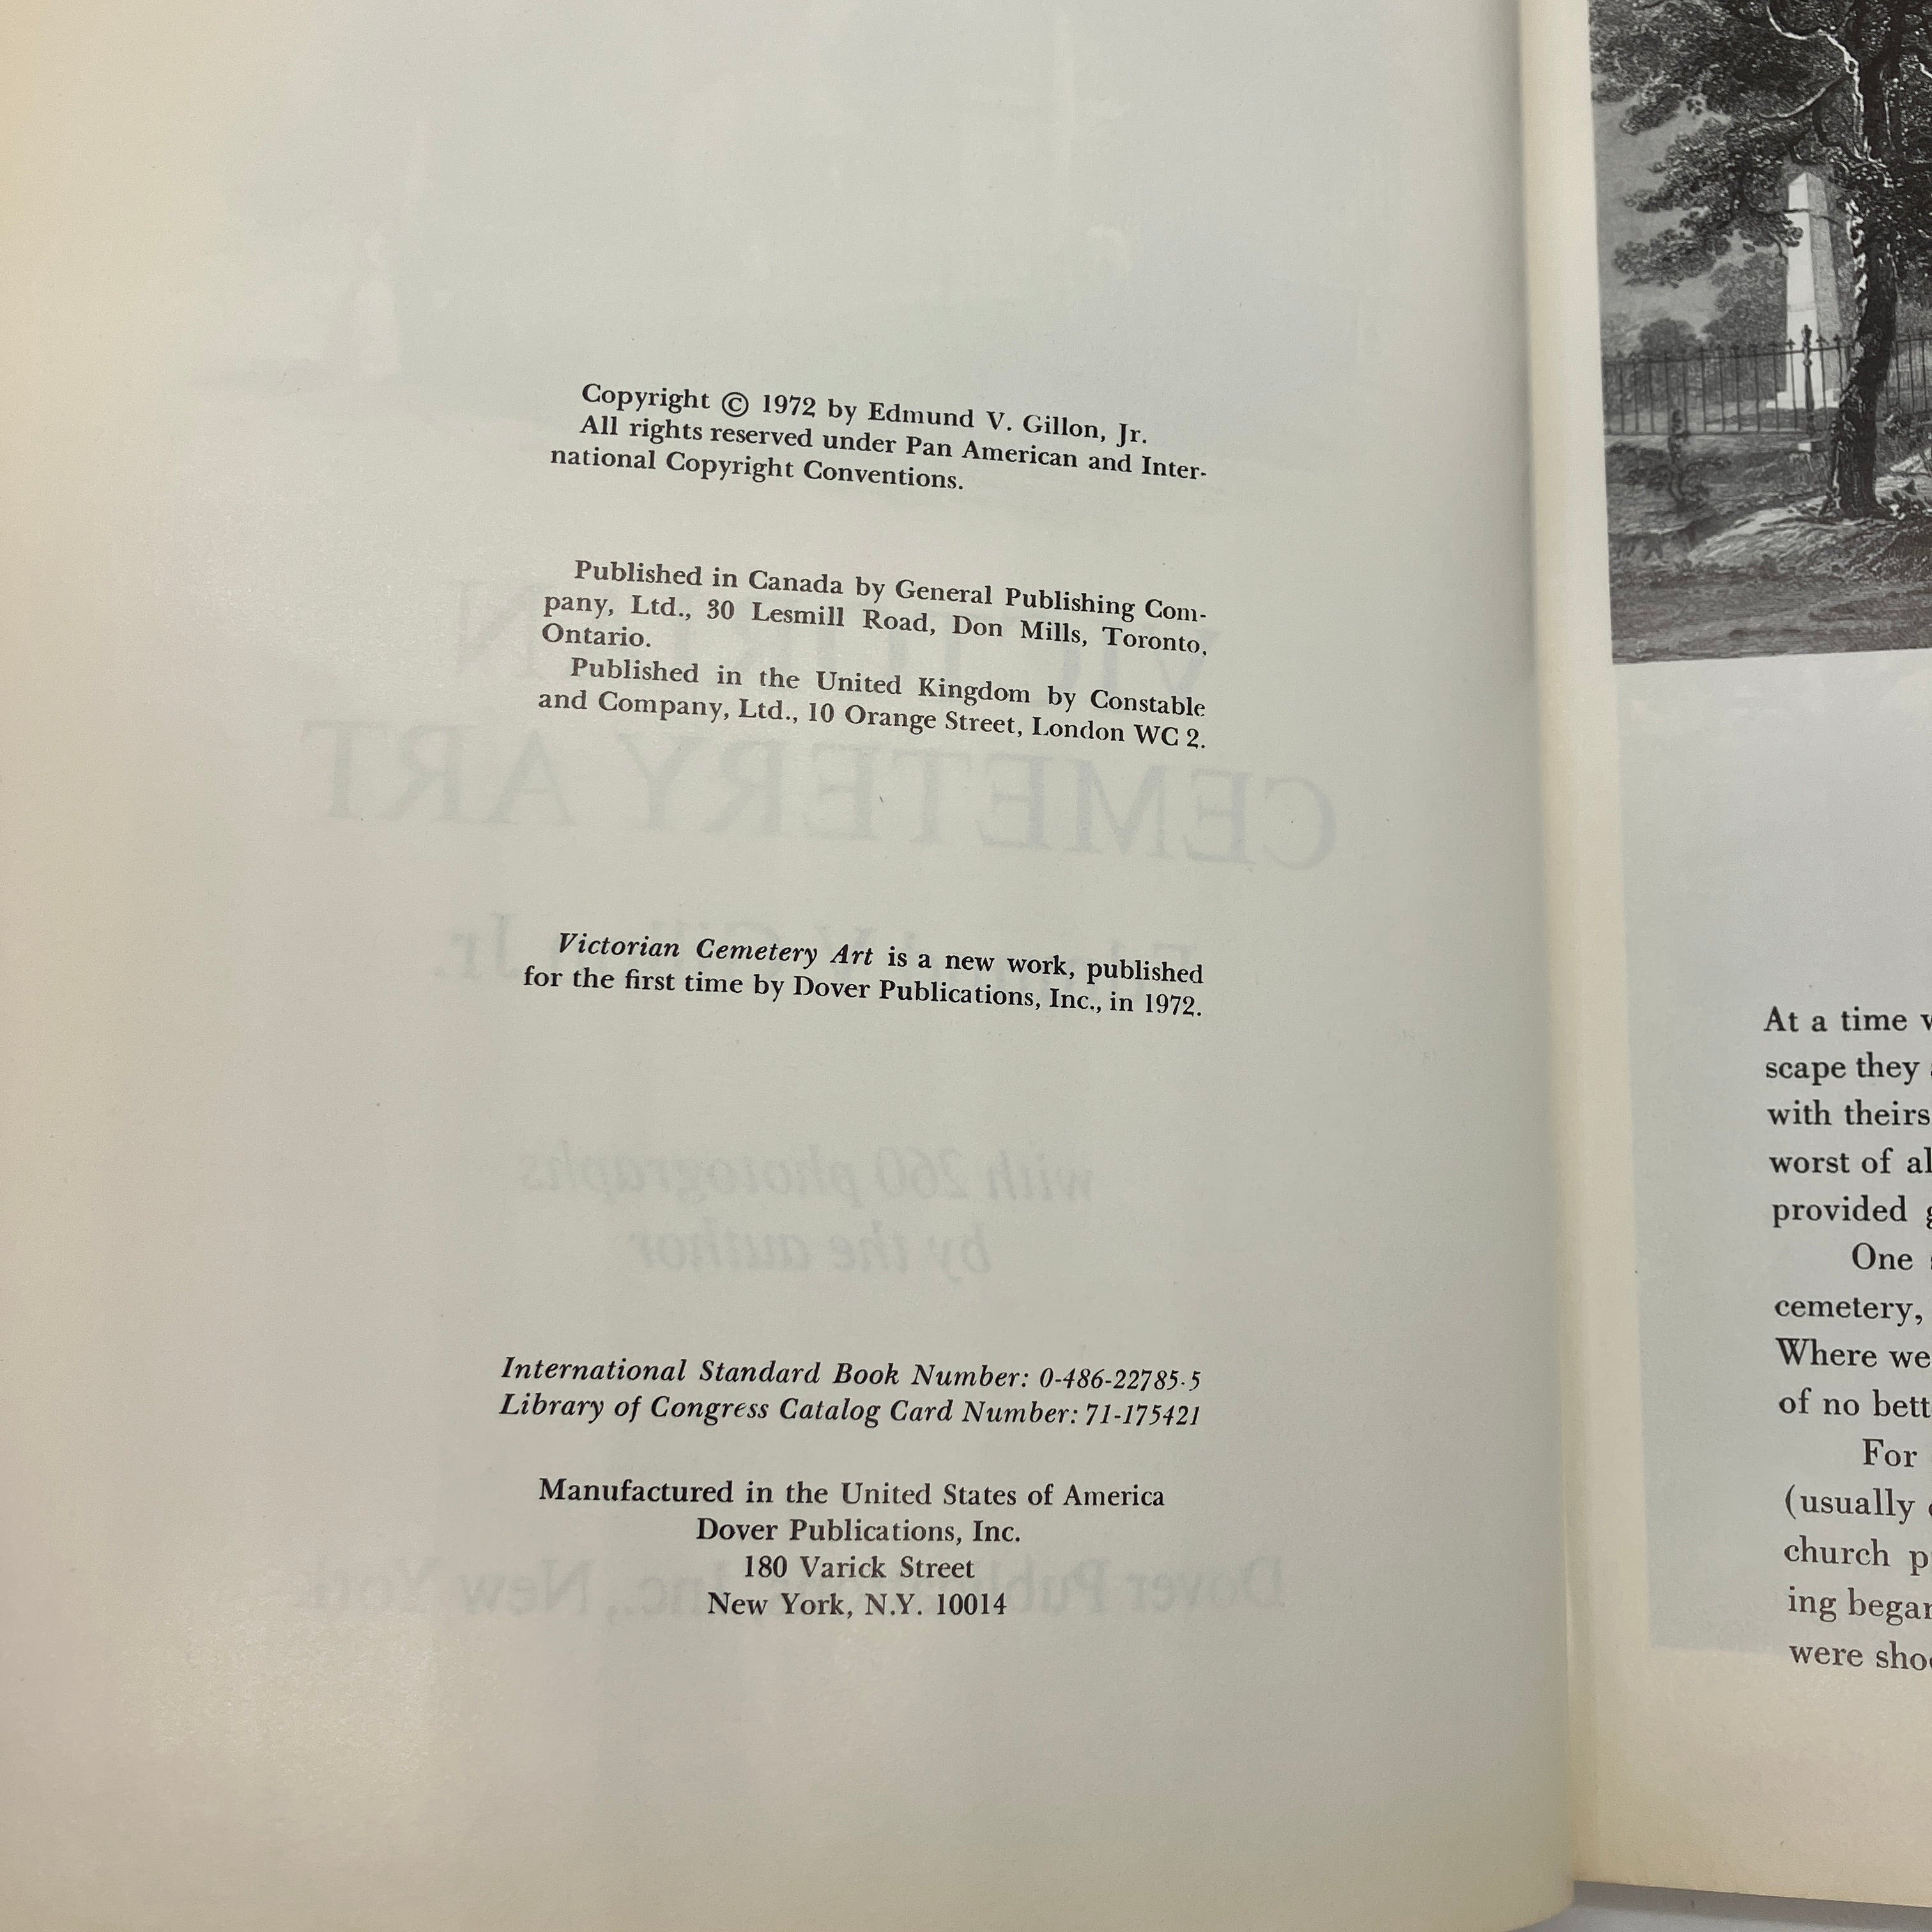 Copyright © 1972 by Edmund V. Gillon, Jr.
All rights reserved under Pan American and Inter-
national Copyright Conventions.
Published in Canada by General Publishing Com-
pany, Ltd., 30 Lesmill Road, Don Mills, Toronto,
Ontario.
Published in the United Kingdom by Constable
and Company, Ltd., 10 Orange Street, London WC 2.
Victorian Cemetery Art is a new work, published
for the first time by Dover Publications, Inc., in 1972.
International Standard Book Number: 0-486-22785-5
Library of Congress Catalog Card Number: 71-175421
Manufactured in the United States of America
Dover Publications, Inc.
180 Varick Street
New York, N.Y. 10014
At a time
scape they
with theirs
worst of
provided
One
cemetery,
Where we
of no
For
(usually
church
ing
were